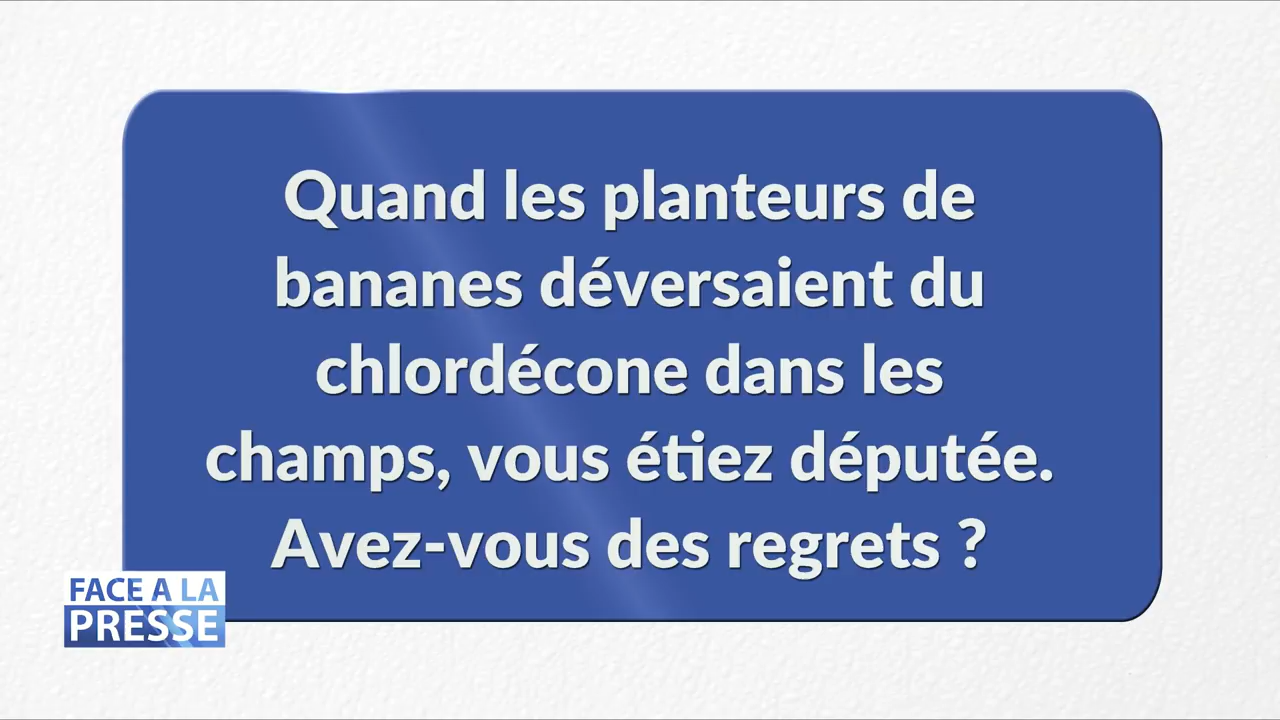 Quand les planteurs de
bananes déversaient du
chlordécone dans les
champs, vous étiez députée.
Avez-vous des regrets ?
FACE A LA
PRESSE